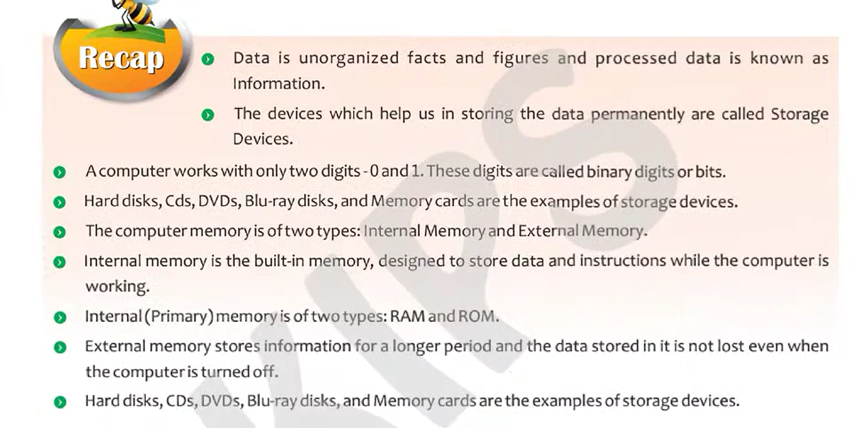 Recap
Data is unorganized facts and figures and processed data is known as
Information.
The devices which help us in storing the data permanently are called Storage
Devices.
A computer works with only two digits - 0 and 1. These digits are called binary digits or bits.
Hard disks, Cds, DVDs, Blu-ray disks, and Memory cards are the examples of storage devices.
The computer memory is of two types: Internal Memory and External Memory.
Internal memory is the built-in memory, designed to store data and instructions while the computer is
working.
Internal (Primary) memory is of two types: RAM and ROM.
External memory stores information for a longer period and the data stored in it is not lost even when
the computer is turned off.
Hard disks, CDs, DVDs, Blu-ray disks, and Memory cards are the examples of storage devices.
KIPS